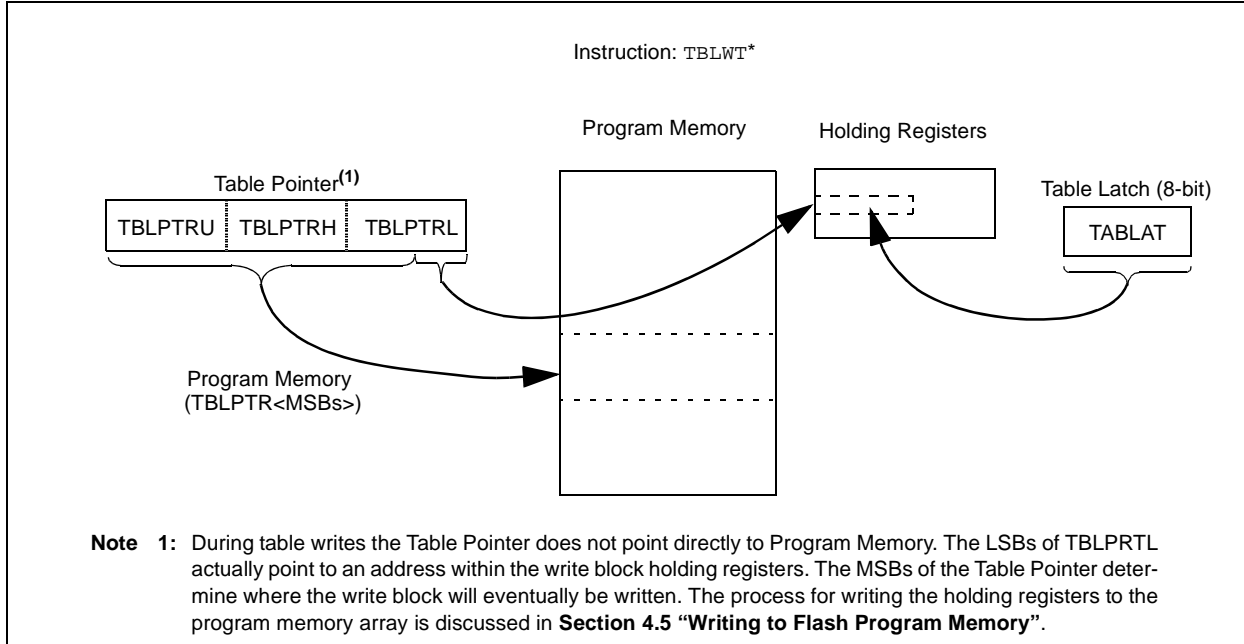 Instruction: TBLWT*
Program Memory
Holding Registers
Table Pointer(1)
Table Latch (8-bit)
TBLPTRU TBLPTRH TBLPTRL
TABLAT
Program Memory
(TBLPTR<MSBs>)
Note 1: During table writes the Table Pointer does not point directly to Program Memory. The LSBs of TBLPRTL
actually point to an address within the write block holding registers. The MSBs of the Table Pointer deter-
mine where the write block will eventually be written. The process for writing the holding registers to the
program memory array is discussed in Section 4.5 “Writing to Flash Program Memory”.